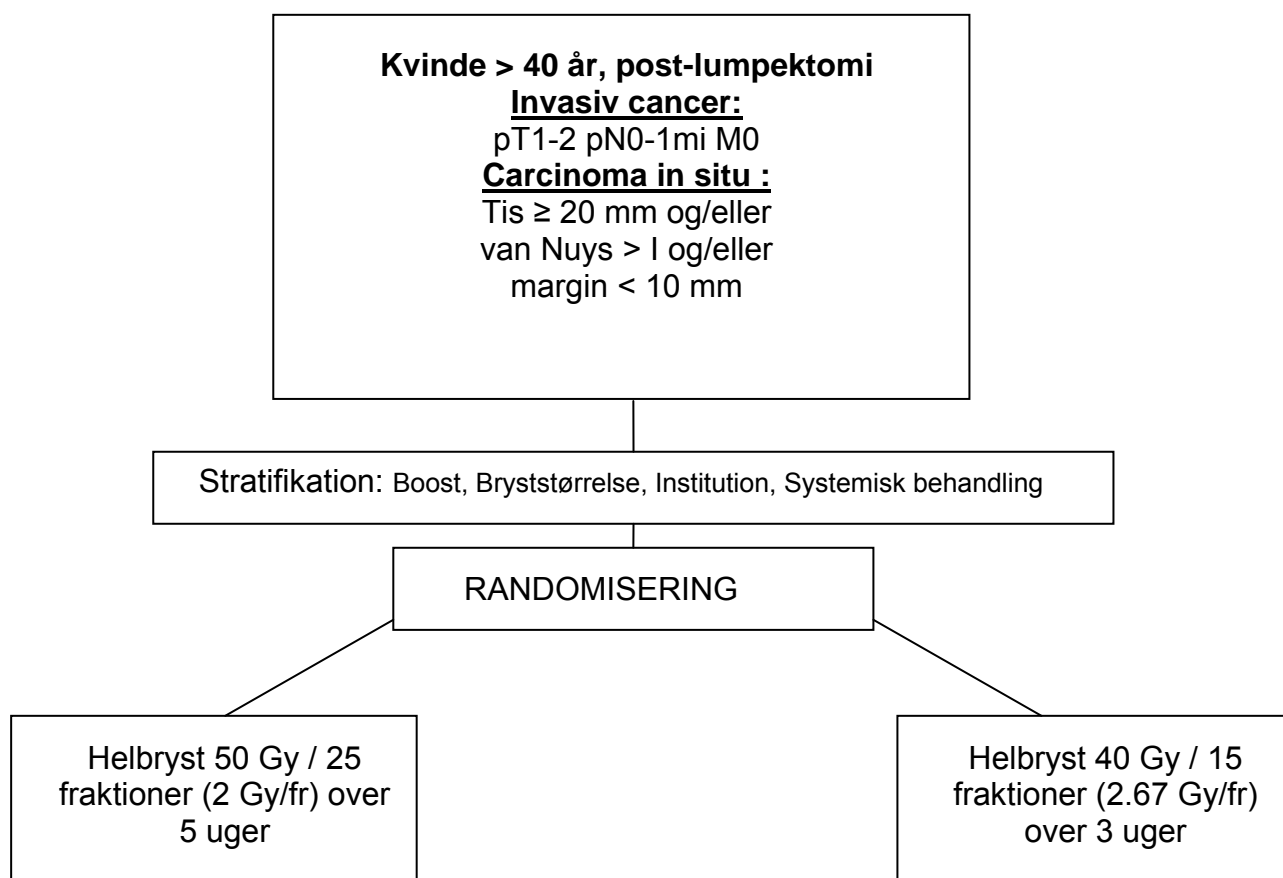 Kvinde > 40 år, post-lumpektomi
Invasiv cancer:
pT1-2 pN0-1mi M0
Carcinoma in situ :
Tis ≥ 20 mm og/eller
van Nuys > I og/eller
margin < 10 mm
Stratifikation: Boost, Bryststørrelse, Institution, Systemisk behandling
RANDOMISERING
Helbryst 50 Gy / 25
fraktioner (2 Gy/fr) over
5 uger
Helbryst 40 Gy / 15
fraktioner (2.67 Gy/fr)
over 3 uger